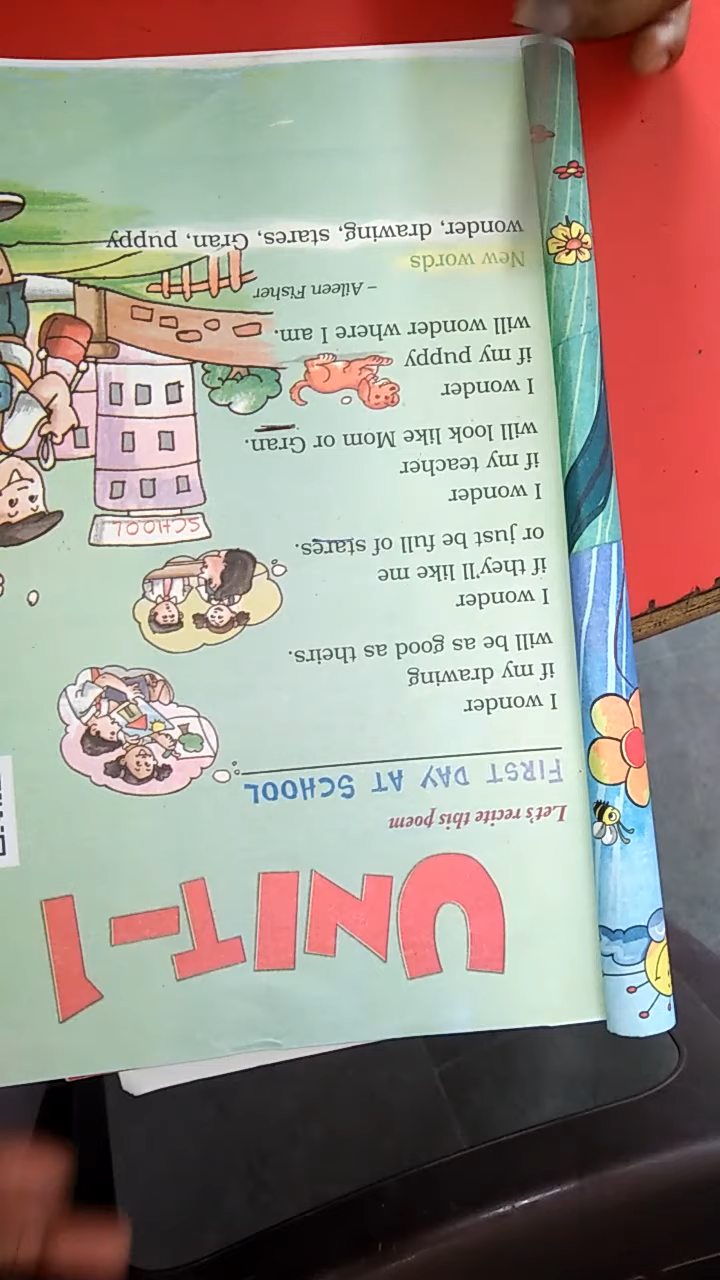 UNIT-1
Let's recite this poem
FIRST DAY AT SCHOOL
I wonder
if my drawing
will be as good as theirs.
I wonder
if they'll like me
or just be full of stares.
I wonder
if my teacher
will look like Mom or Gran.
I wonder
if my puppy
will wonder where I am.
– Aileen Fisher
New words
wonder, drawing, stares, Gran, puppy
SCHOOL